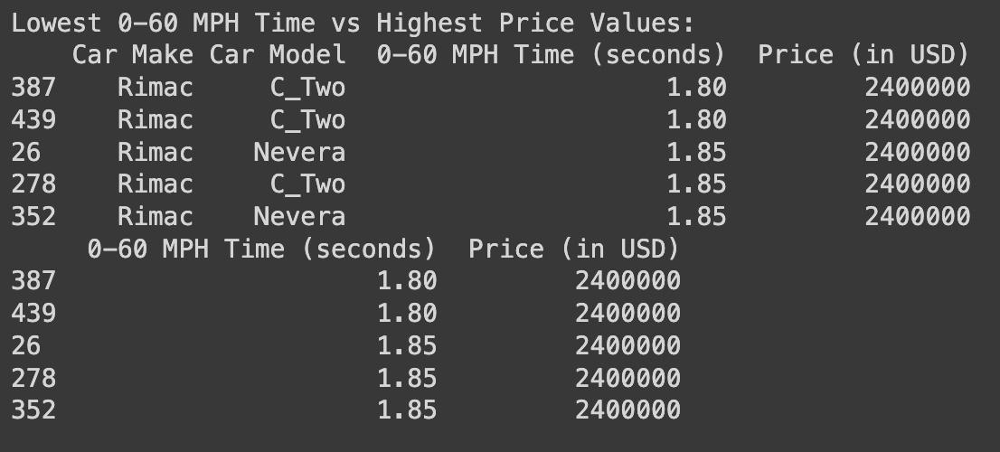 Lowest 0-60 MPH Time vs Highest Price Values:
Car Make Car Model 0-60 MPH Time (seconds) Price (in USD)
387 Rimac C_Two 1.80 2400000
439 Rimac C_Two 1.80 2400000
26 Rimac Nevera 1.85 2400000
278 Rimac C_Two 1.85 2400000
352 Rimac Nevera 1.85 2400000
0-60 MPH Time (seconds) Price (in USD)
387 1.80 2400000
439 1.80 2400000
26 1.85 2400000
278 1.85 2400000
352 1.85 2400000